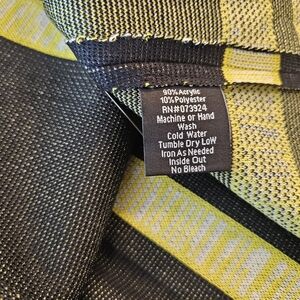 90% Acrylic
10% Polyester
RN#073924
Machine or Hand
Wash
Cold Water
Tumble Dry Low
Iron As Needed
Inside Out
No Bleach